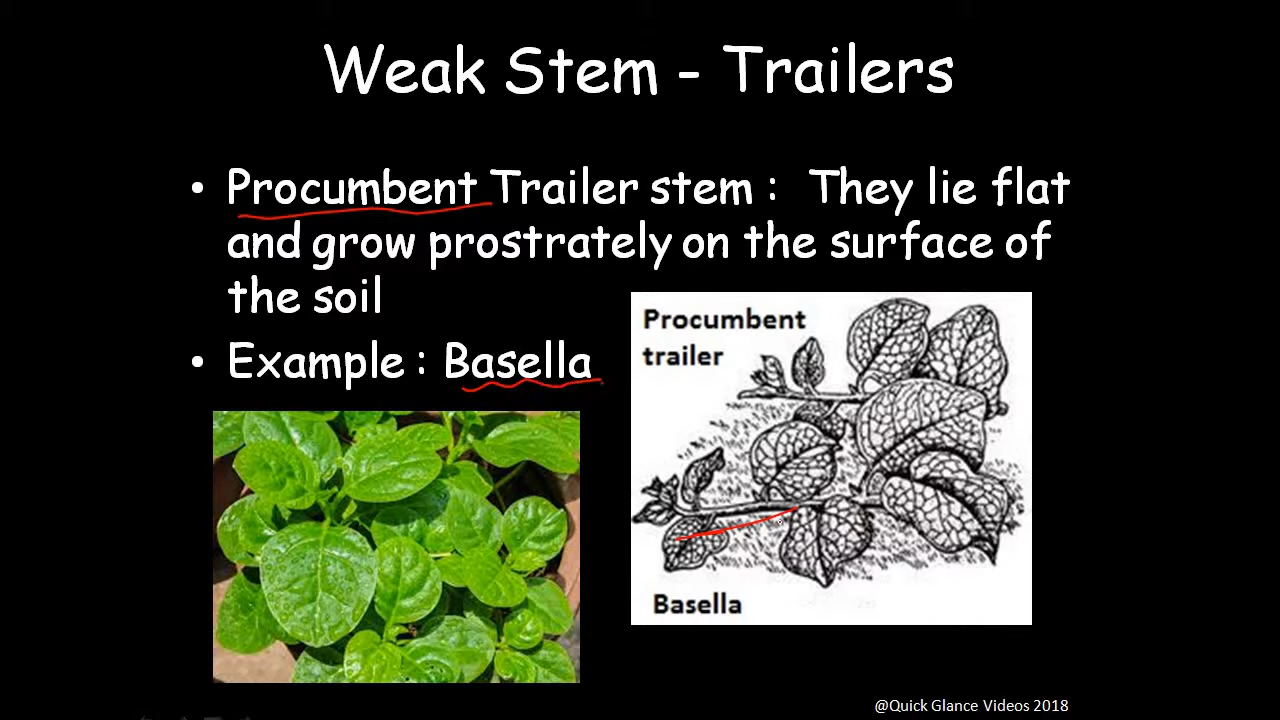 Weak Stem - Trailers
• Procumbent Trailer stem : They lie flat
and grow prostrately on the surface of
the soil
• Example : Basella
Procumbent
trailer
Basella
@Quick Glance Videos 2018